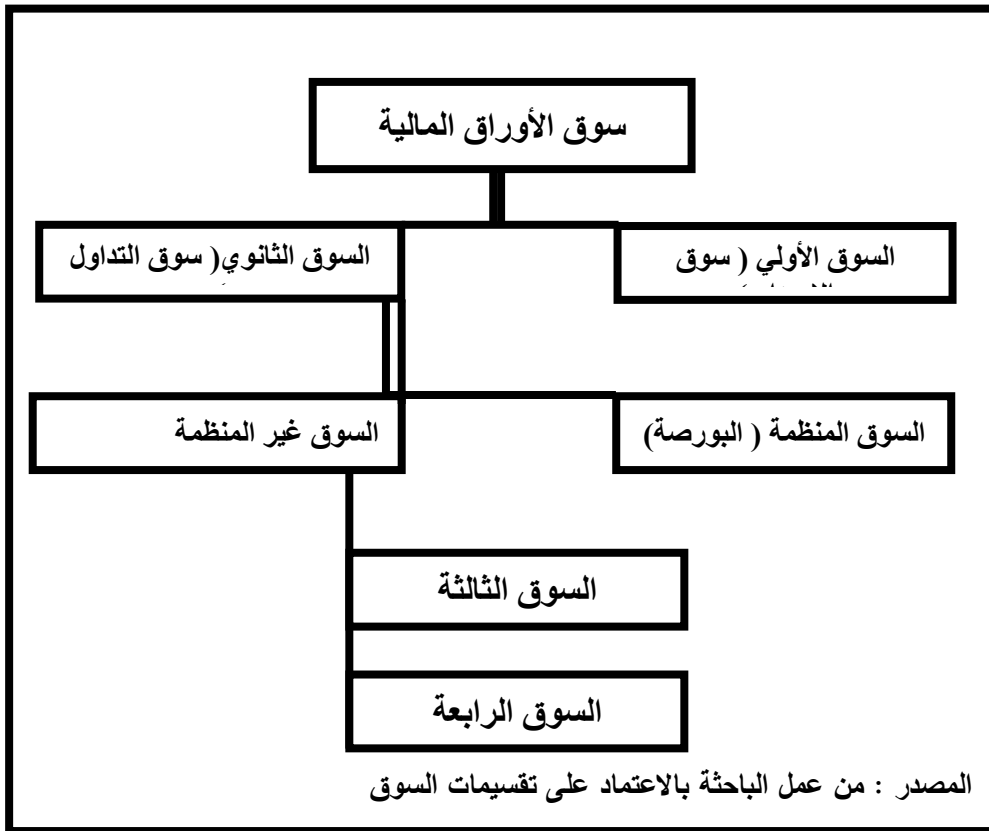 سوق الأوراق المالية
السوق الأولي ( سوق
السوق الثانوي( سوق التداول
السوق المنظمة ( البورصة)
السوق غير المنظمة
السوق الثالثة
السوق الرابعة
المصدر : من عمل الباحثة بالاعتماد على تقسيمات السوق